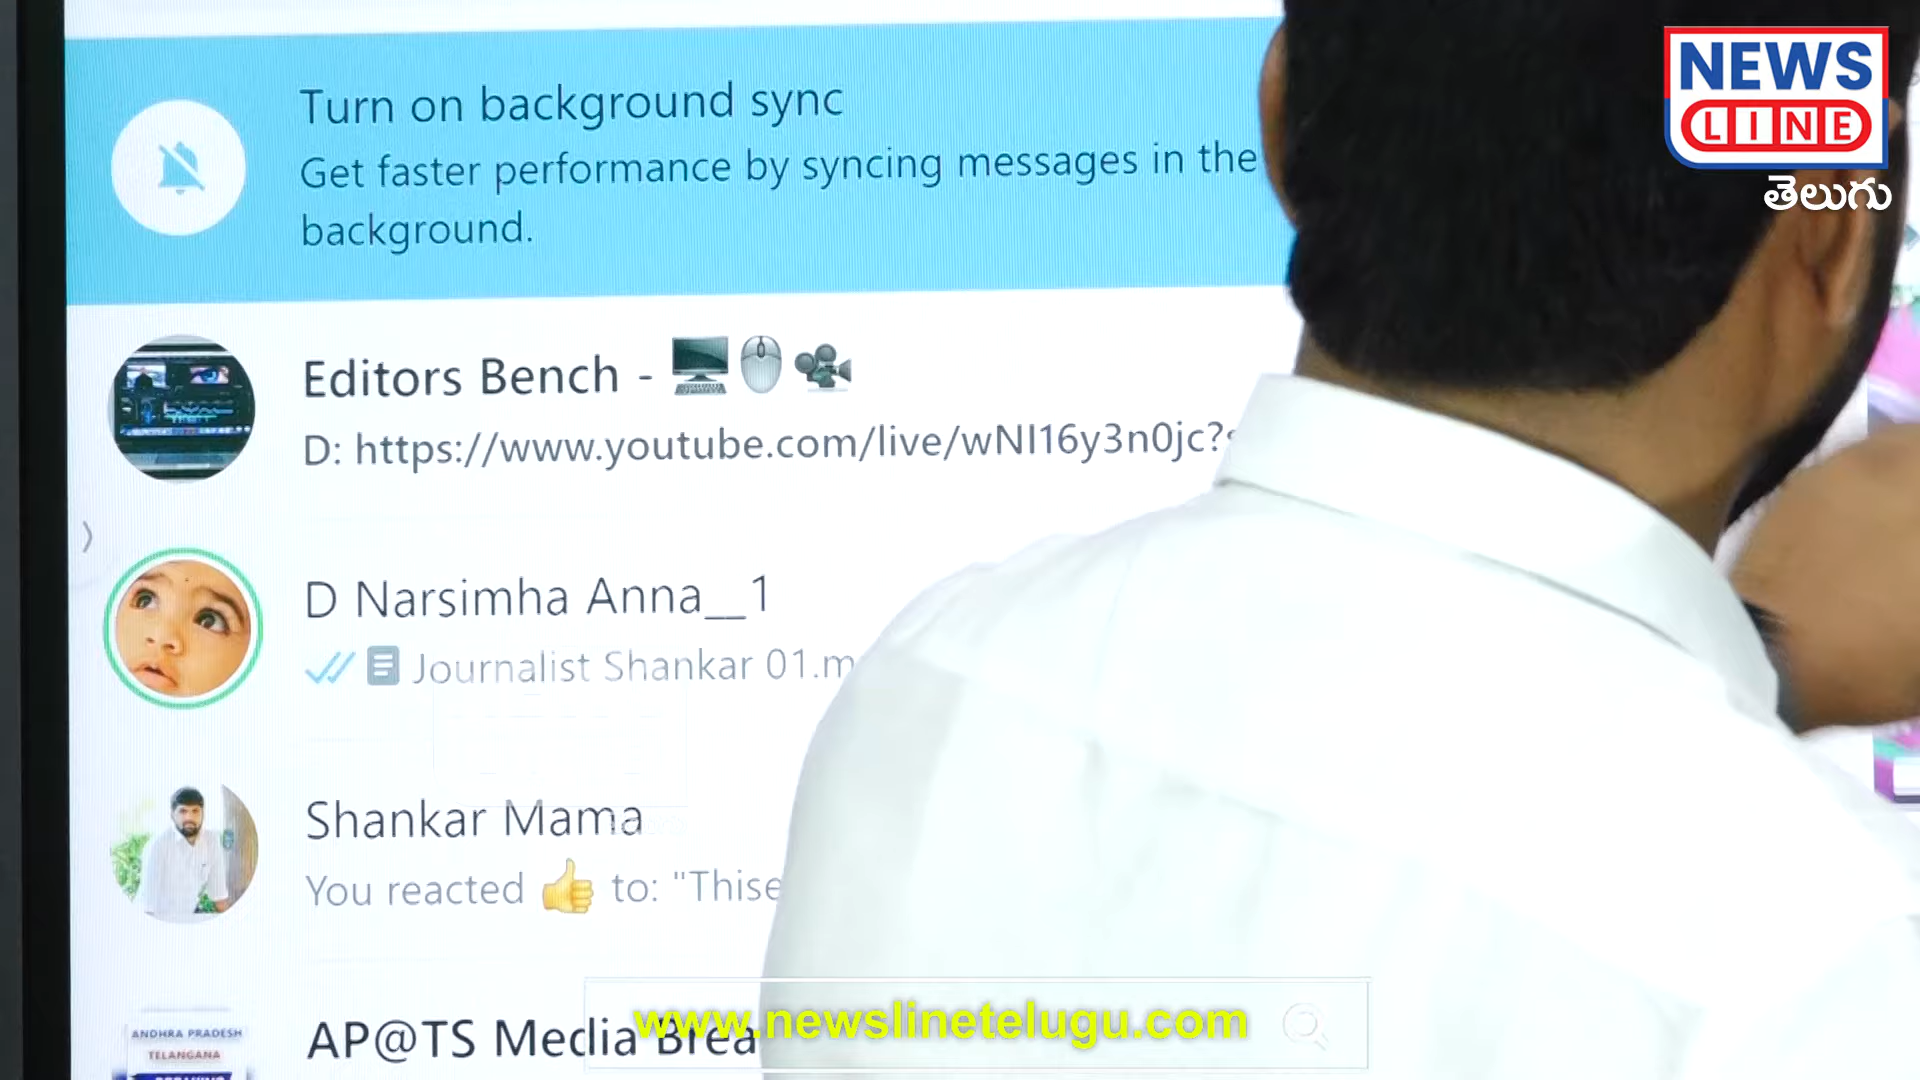 Turn on background sync
Get faster performance by syncing messages in the
background.
NEWS
LINE
తెలుగు
Editors Bench -
D: https://www.youtube.com/live/wNI16y3n0jc?
D Narsimha Anna__1
Journalist Shankar 01.m
Shankar Mama
You reacted 👍 to: "Thise
AP@TS Media Brea
www.newslinetelugu.com
ANDHRA PRADESH
TELANGANA